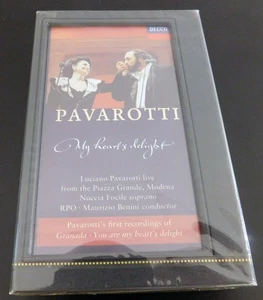 DECCA
PAVAROTTI
My heart's delight
Luciano Pavarotti live
from the Piazza Grande, Modena
Nuccia Focile soprano
RPO · Maurizio Benini conductor
Pavarotti's first recordings of
Granada · You are my heart's delight